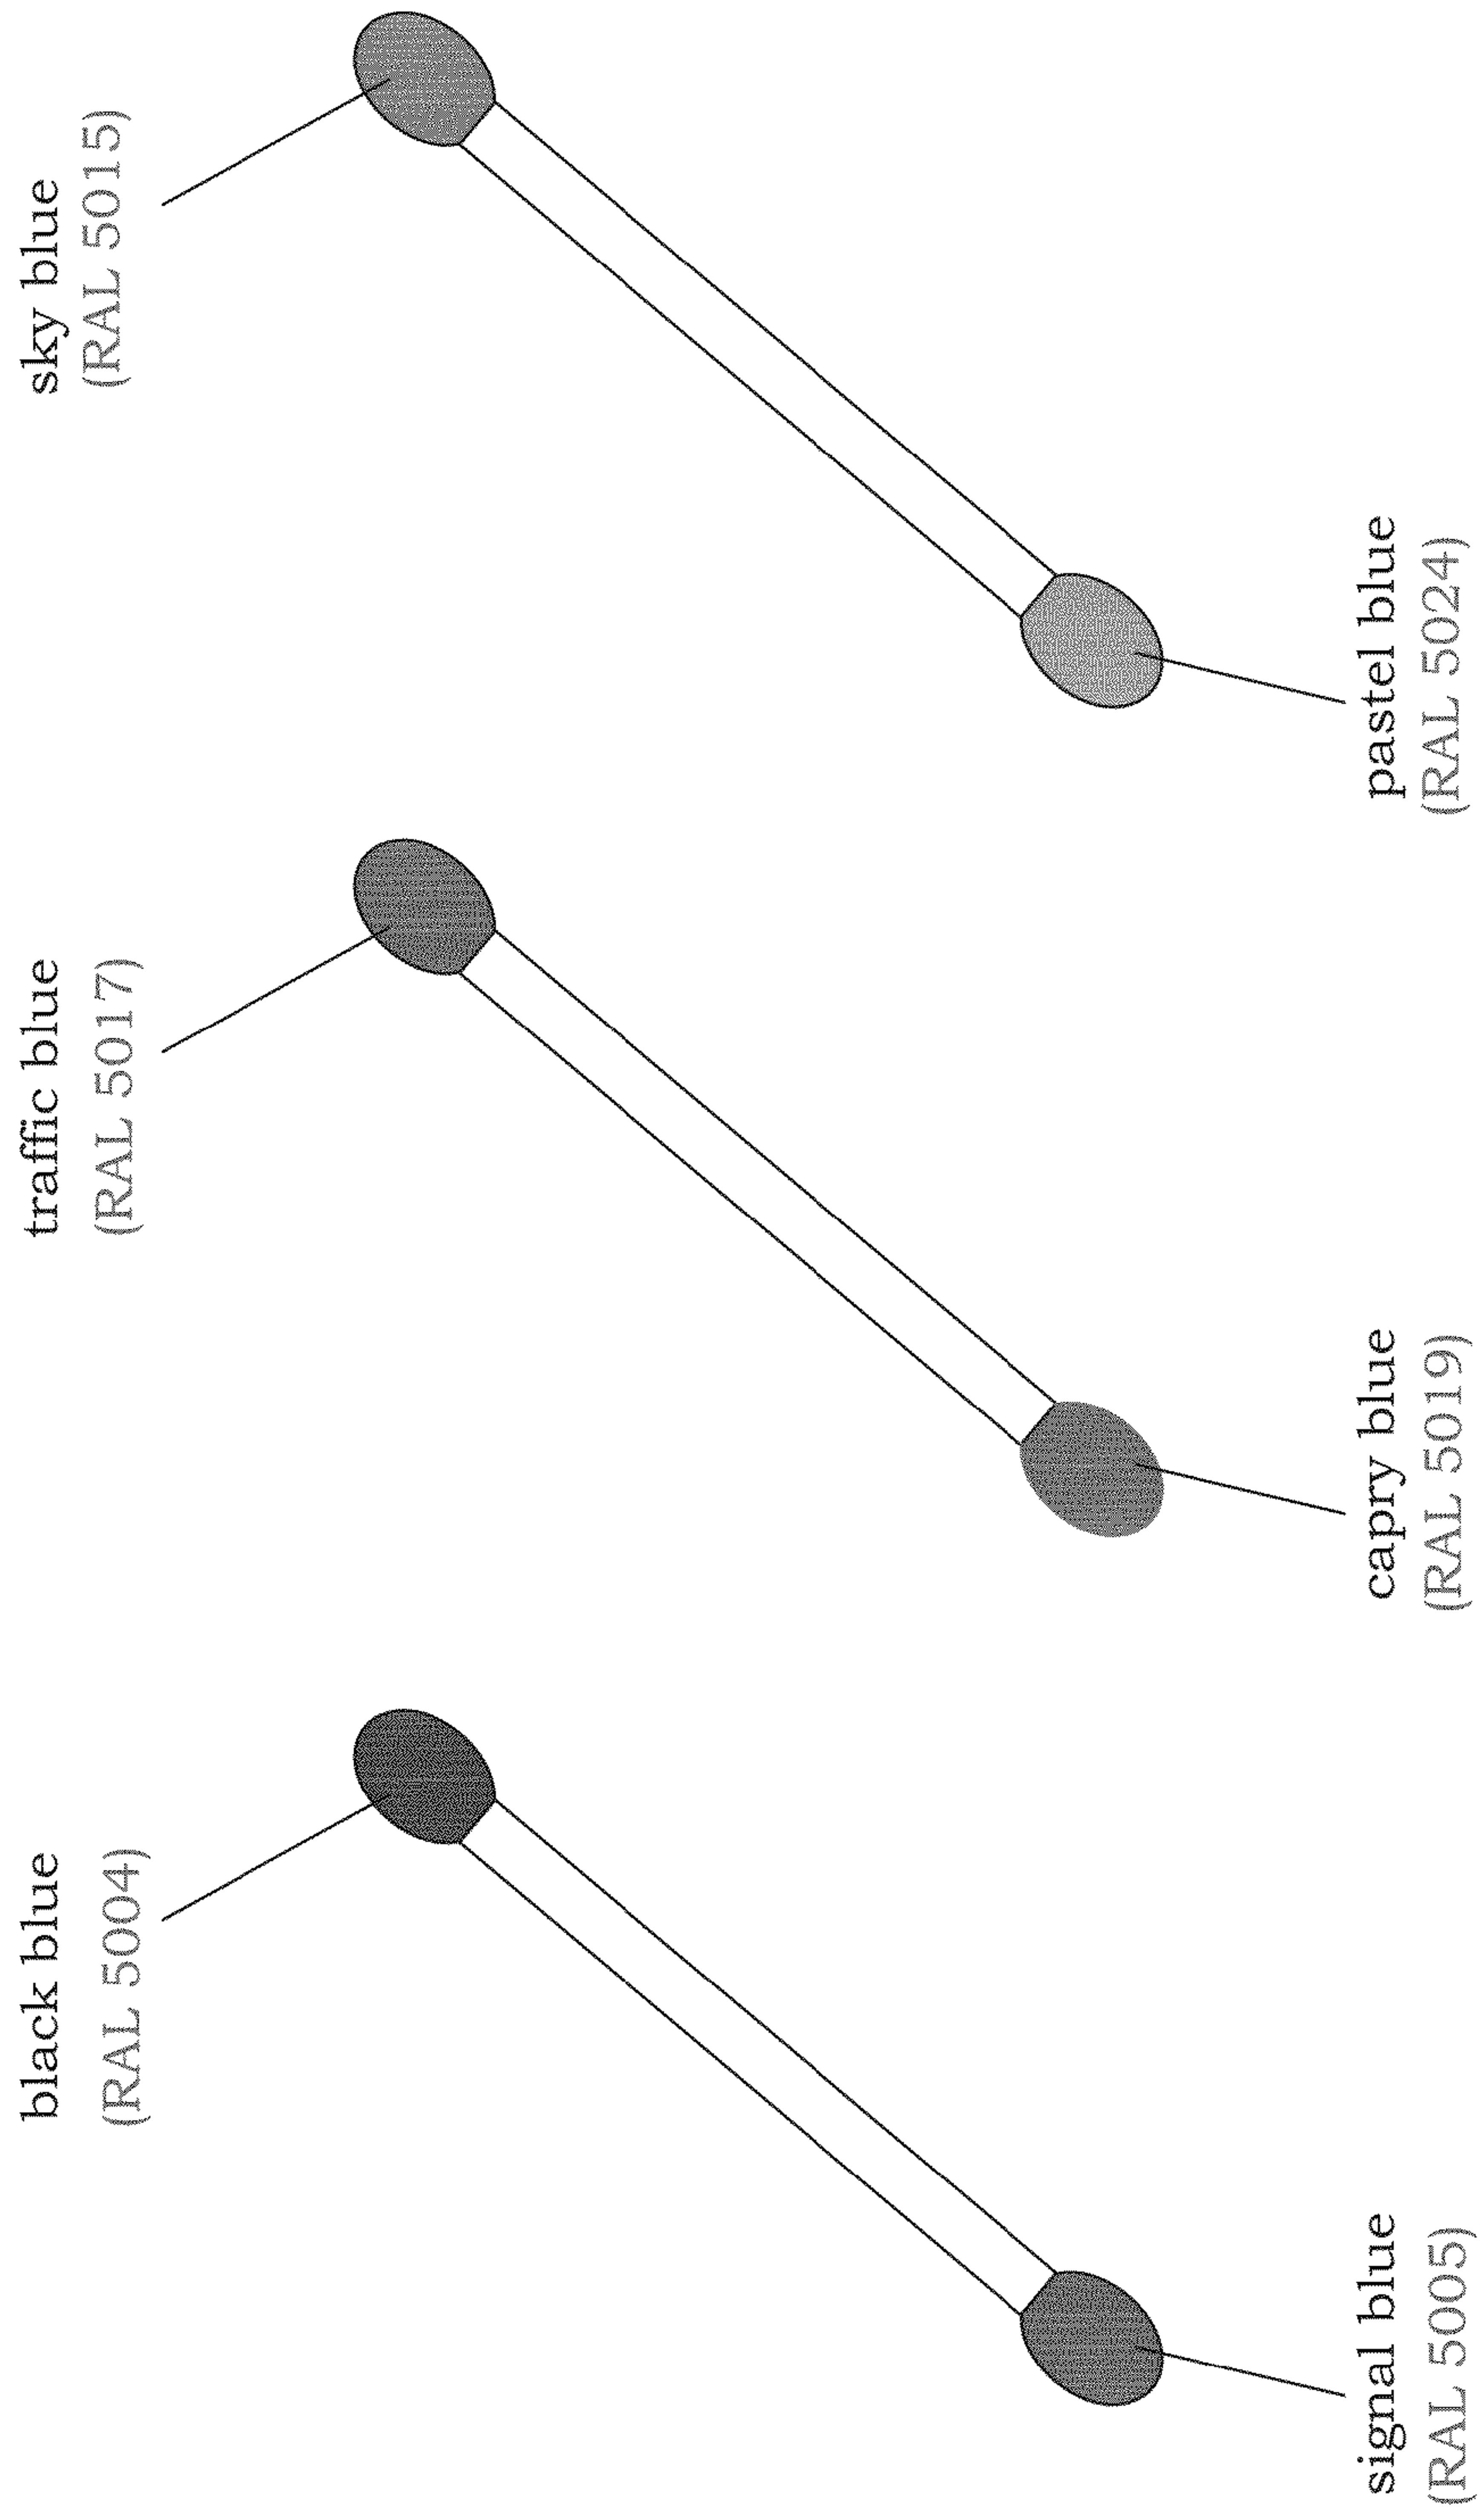 black blue
(RAL 5004)
traffic blue
(RAL 5017)
sky blue
(RAL 5015)
signal blue
(RAL 5005)
capry blue
(RAL 5019)
pastel blue
(RAL 5024)